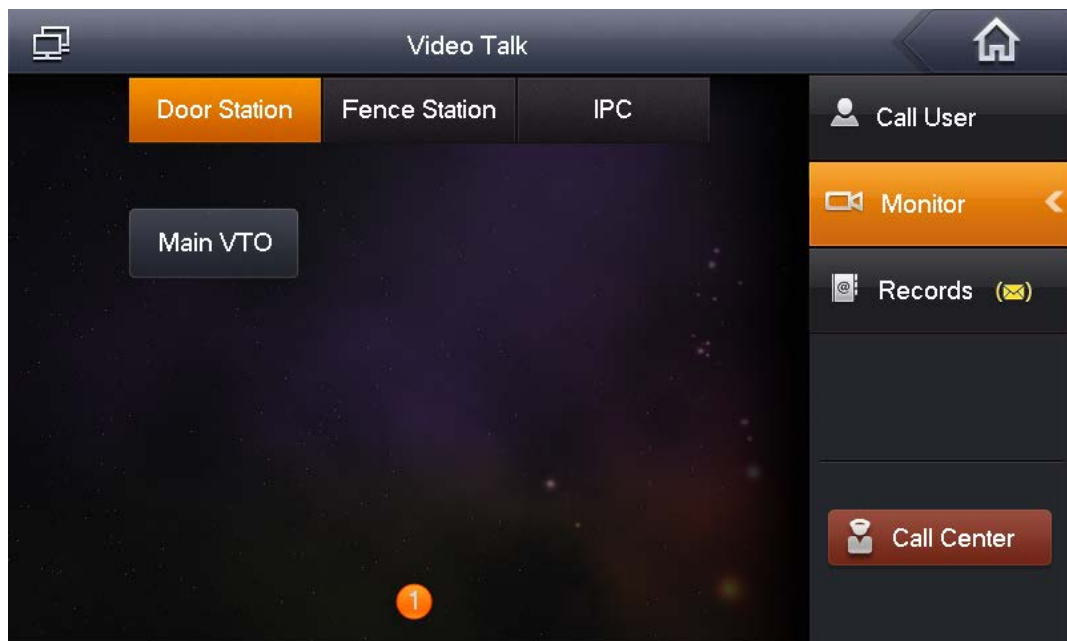 Video Talk
Door Station
Fence Station
IPC
Call User
Monitor
Main VTO
Records
Call Center
1